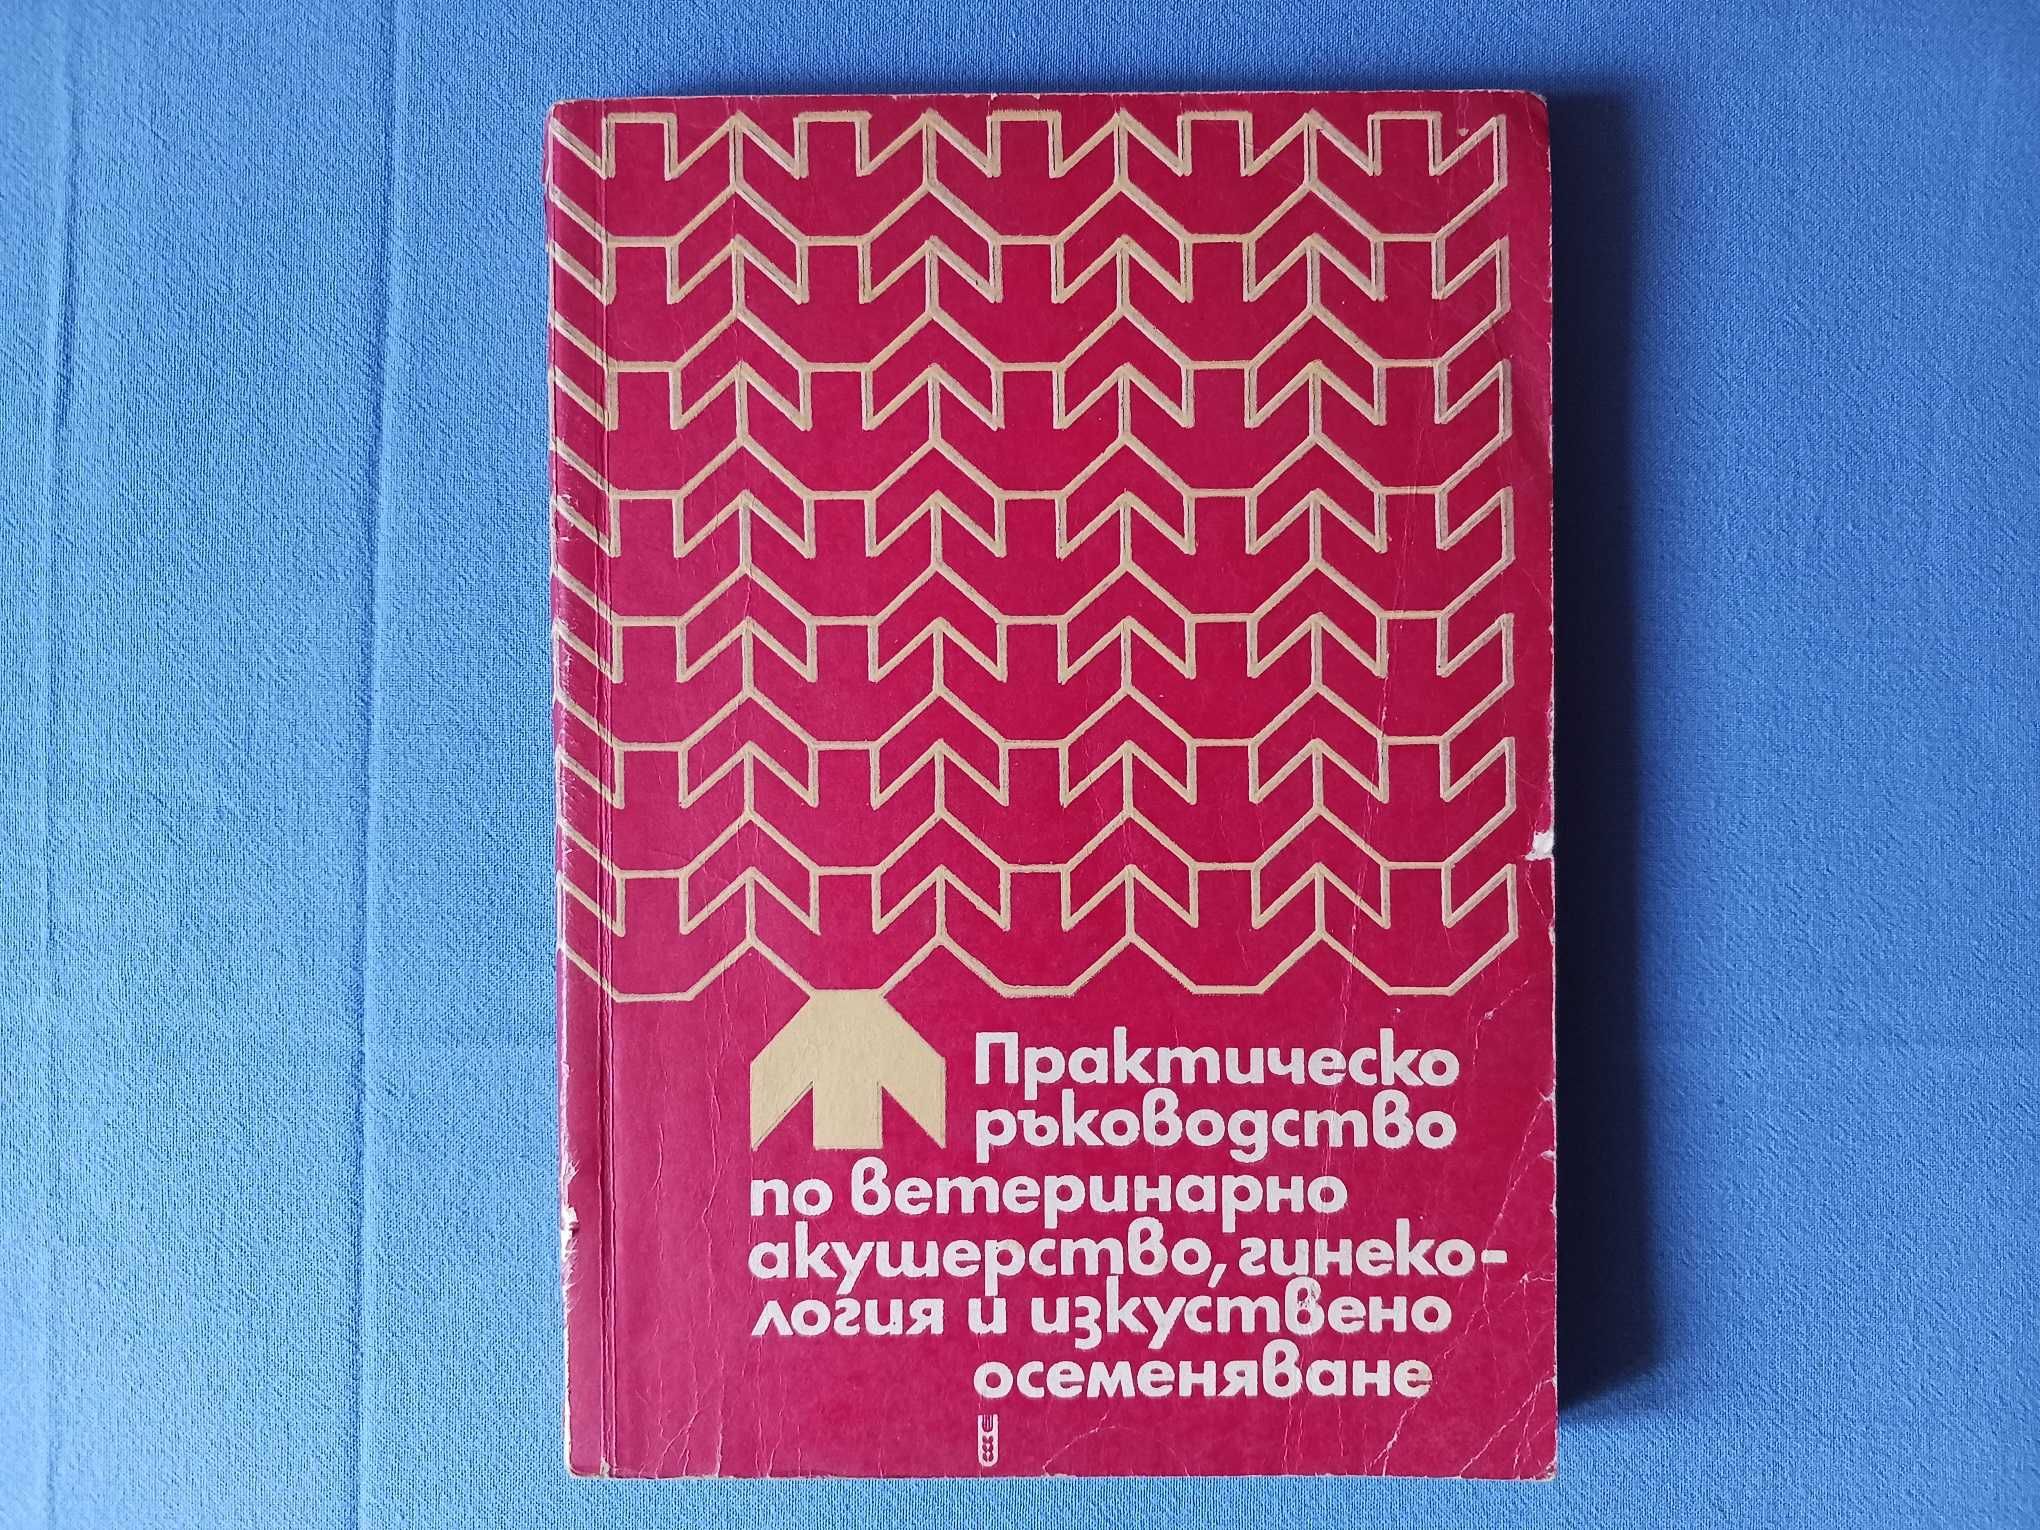 Практическо
ръководство
по ветеринарно
акушерство, гинеко-
логия и изкуствено
осеменяване